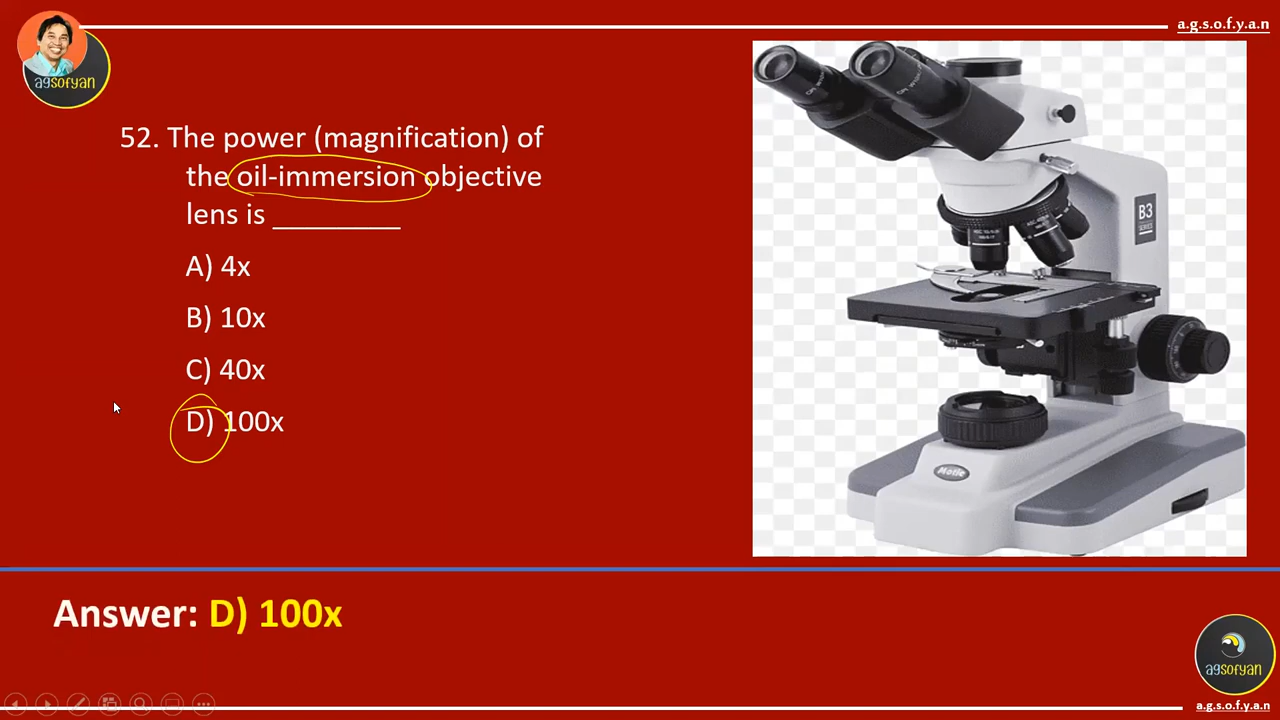 a.g.s.o.f.y.a.n
agsofyan
52. The power (magnification) of
the oil-immersion objective
lens is _________
A) 4x
B) 10x
C) 40x
D) 100x
B3
SERIES
Motic
Answer: D) 100x
agsofyan
a.g.s.o.f.y.a.n